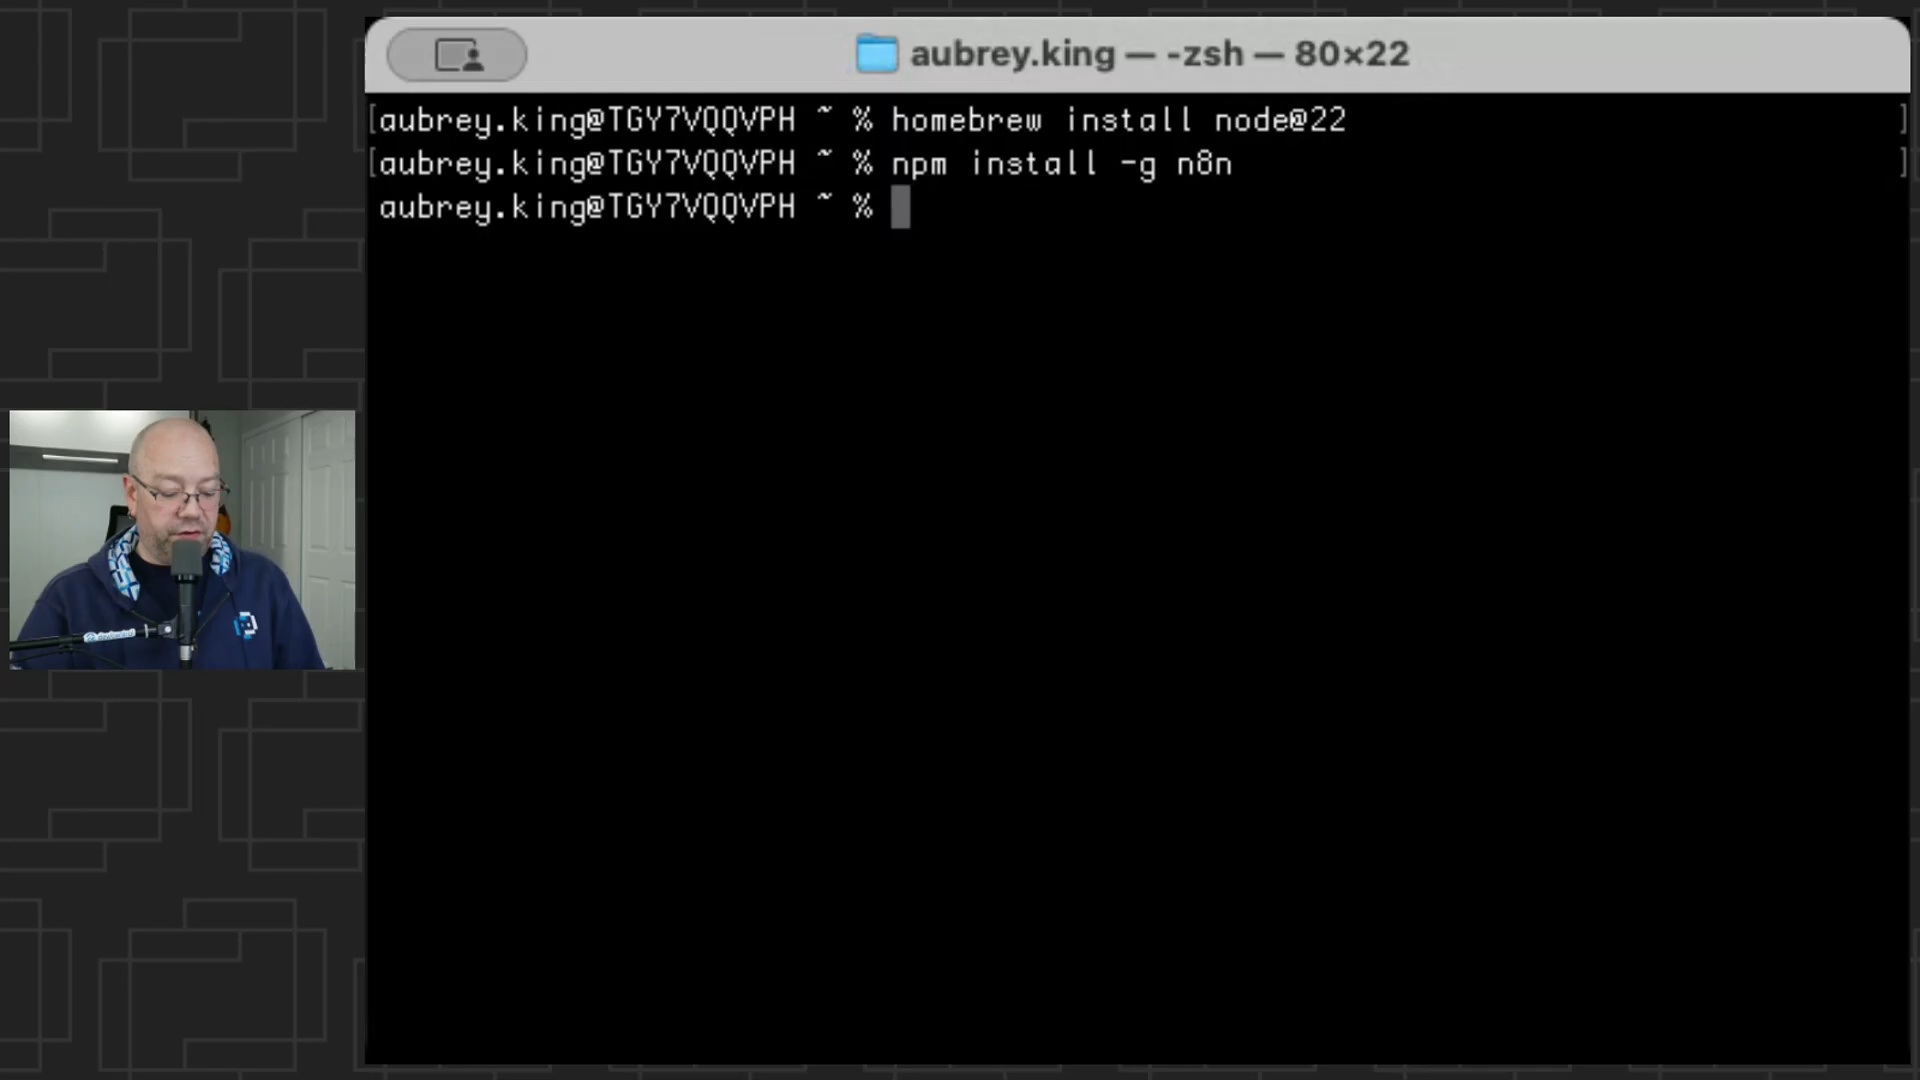 aubrey.king — -zsh — 80×22
[aubrey.king@TGY7VQQVPH ~ % homebrew install node@22 ]
[aubrey.king@TGY7VQQVPH ~ % npm install -g n8n ]
aubrey.king@TGY7VQQVPH ~ %